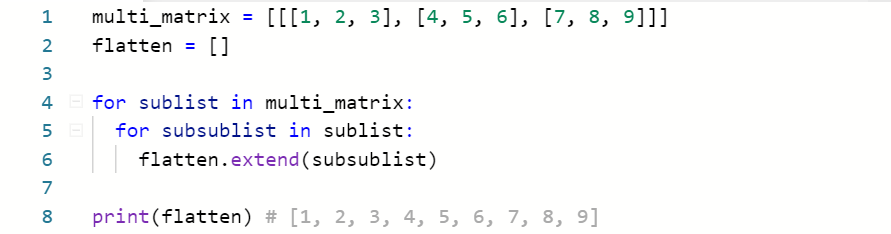 1 multi_matrix = [[[1, 2, 3], [4, 5, 6], [7, 8, 9]]]
2 flatten = []
3
4 for sublist in multi_matrix:
5   for subsublist in sublist:
6     flatten.extend(subsublist)
7
8 print(flatten) # [1, 2, 3, 4, 5, 6, 7, 8, 9]